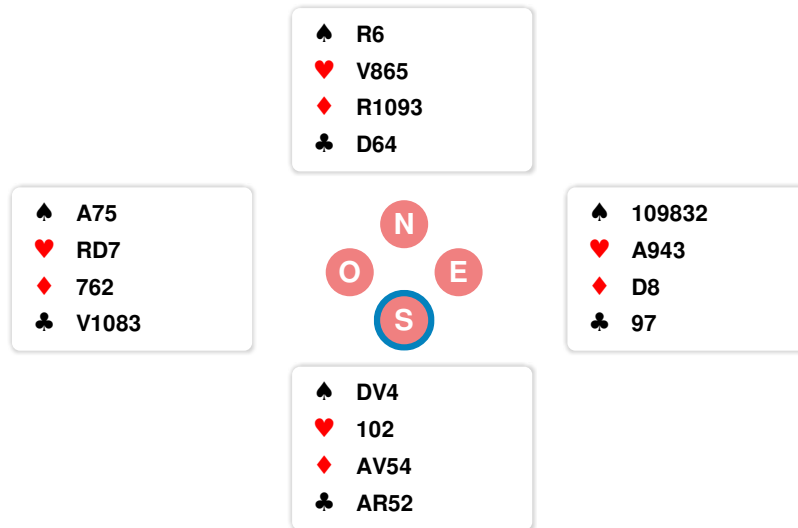 ♠ R6
♥ V865
♦ R1093
♣ D64
♠ A75
♥ RD7
♦ 762
♣ V1083
N
O E
S
♠ 109832
♥ A943
♦ D8
♣ 97
♠ DV4
♥ 102
♦ AV54
♣ AR52